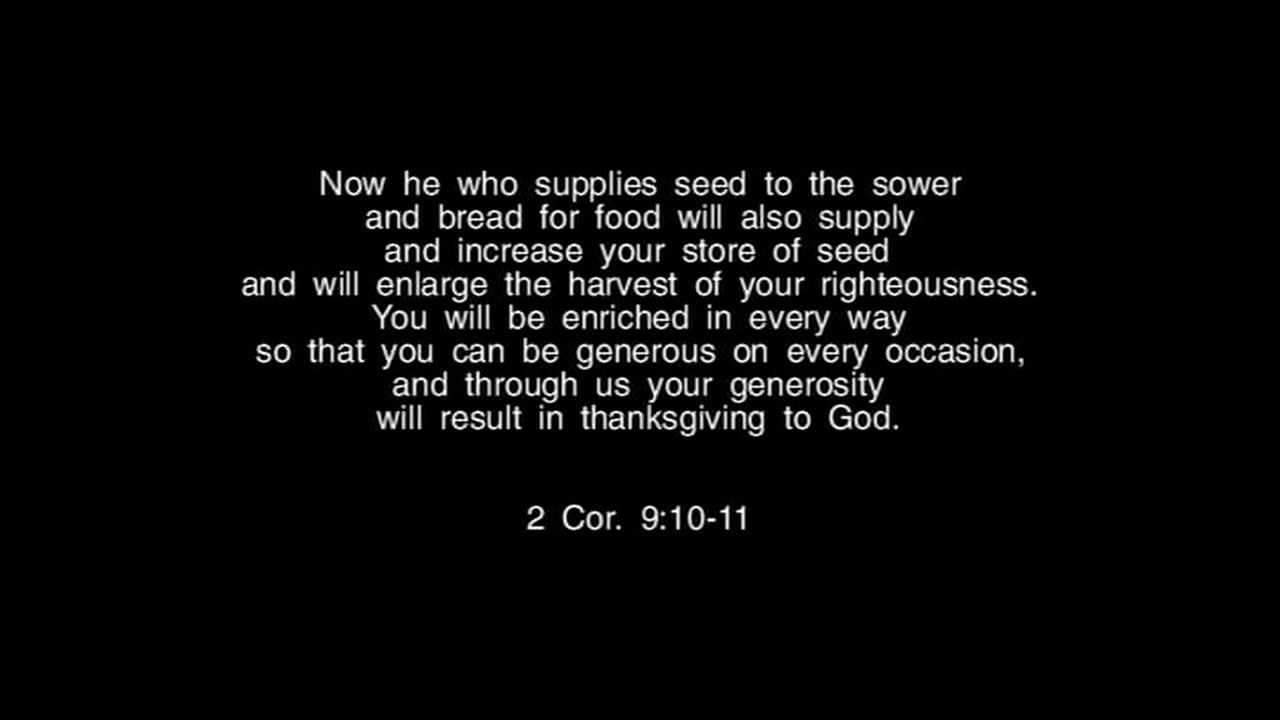 Now he who supplies seed to the sower
and bread for food will also supply
and increase your store of seed
and will enlarge the harvest of your righteousness.
You will be enriched in every way
so that you can be generous on every occasion,
and through us your generosity
will result in thanksgiving to God.
2 Cor. 9:10-11